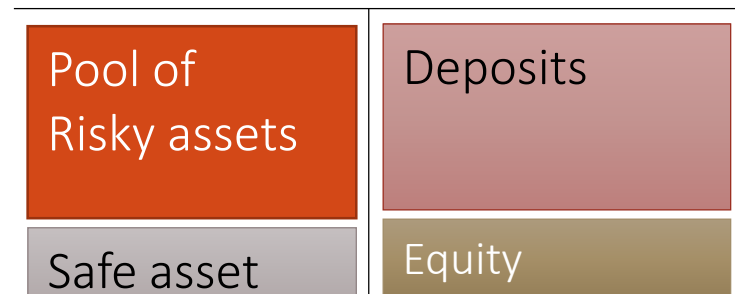 Pool of
Risky assets
Safe asset
Deposits
Equity